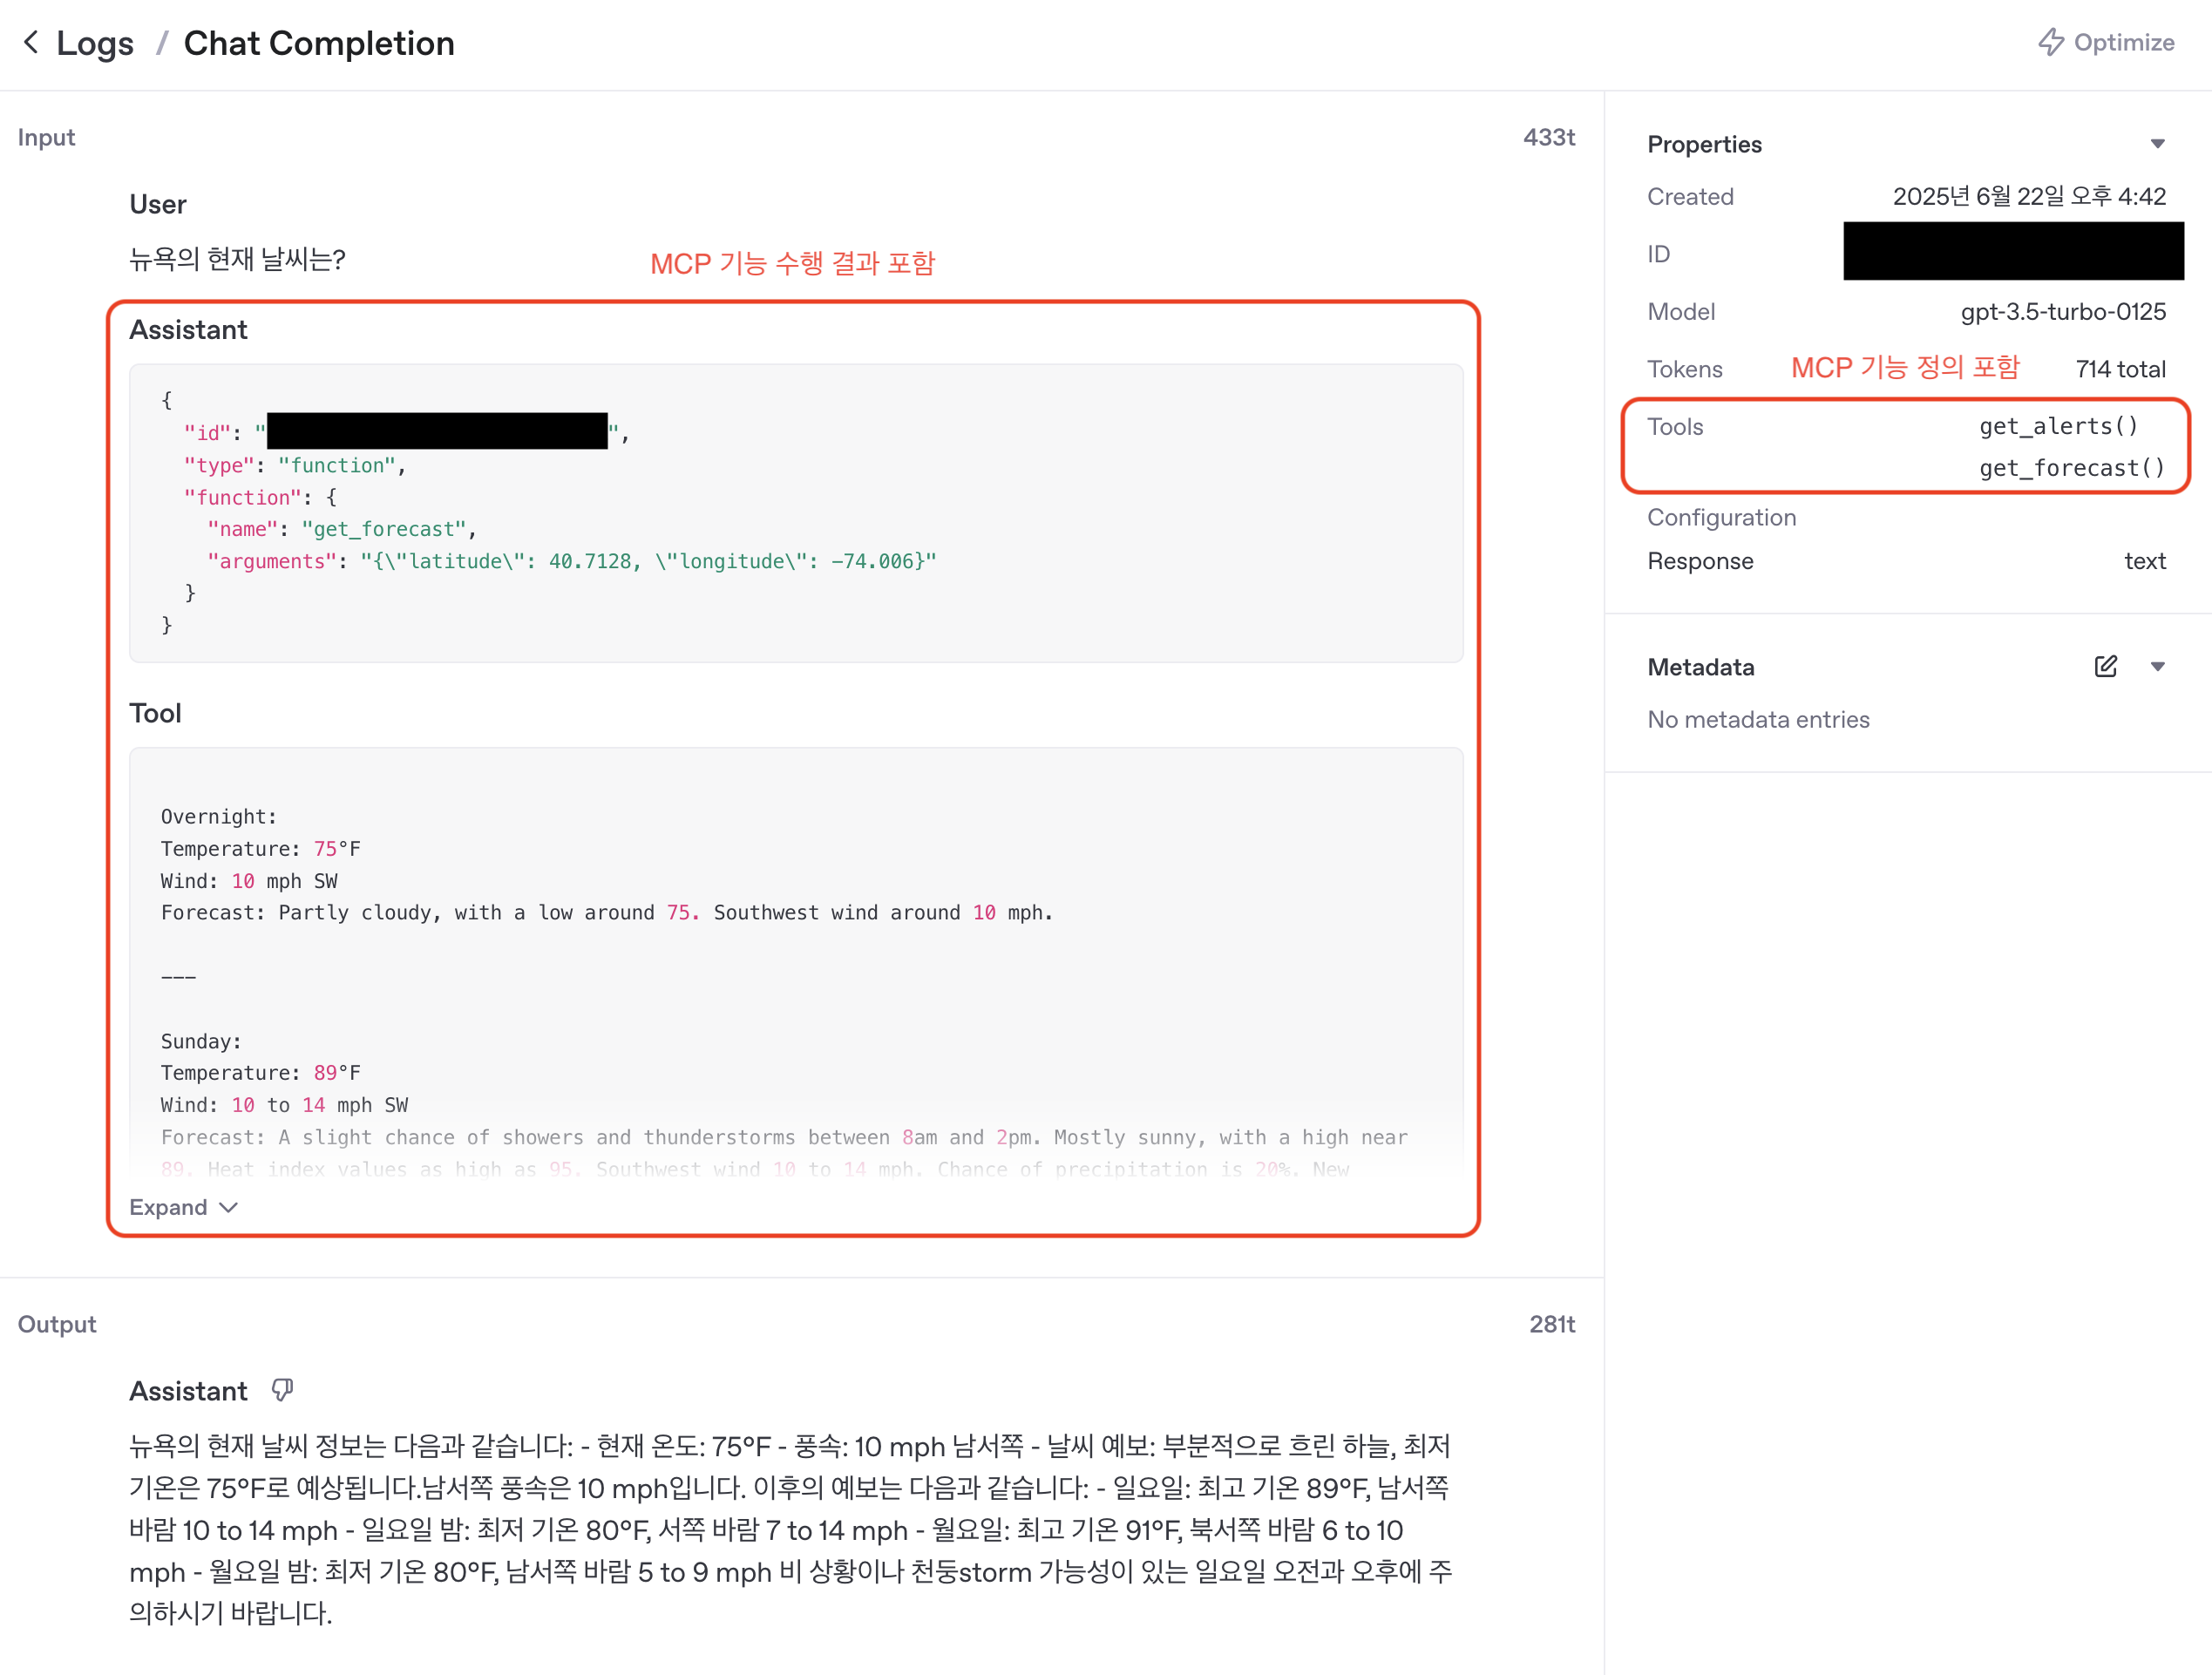 Logs / Chat Completion
Optimize
Input
433t
User
뉴욕의 현재 날씨는?
MCP 기능 수행 결과 포함
Assistant
{
"id": "",
"type": "function",
"function": {
"name": "get_forecast",
"arguments": "{\"latitude\": 40.7128, \"longitude\": -74.006}"
}
}
Tool
Overnight:
Temperature: 75°F
Wind: 10 mph SW
Forecast: Partly cloudy, with a low around 75. Southwest wind around 10 mph.
---
Sunday:
Temperature: 89°F
Wind: 10 to 14 mph SW
Forecast: A slight chance of showers and thunderstorms between 8am and 2pm. Mostly sunny, with a high near
89. Heat index values as high as 95. Southwest wind 10 to 14 mph. Chance of precipitation is 20%. New
Expand
Output
281t
Assistant
뉴욕의 현재 날씨 정보는 다음과 같습니다: - 현재 온도: 75°F - 풍속: 10 mph 남서쪽 - 날씨 예보: 부분적으로 흐린 하늘, 최저
기온은 75°F로 예상됩니다.남서쪽 풍속은 10 mph입니다. 이후의 예보는 다음과 같습니다: - 일요일: 최고 기온 89°F, 남서쪽
바람 10 to 14 mph - 일요일 밤: 최저 기온 80°F, 서쪽 바람 7 to 14 mph - 월요일: 최고 기온 91°F, 북서쪽 바람 6 to 10
mph - 월요일 밤: 최저 기온 80°F, 남서쪽 바람 5 to 9 mph 비 상황이나 천둥storm 가능성이 있는 일요일 오전과 오후에 주
의하시기 바랍니다.
Properties
Created 2025년 6월 22일 오후 4:42
ID
Model gpt-3.5-turbo-0125
Tokens MCP 기능 정의 포함 714 total
Tools get_alerts()
get_forecast()
Configuration
Response text
Metadata
No metadata entries